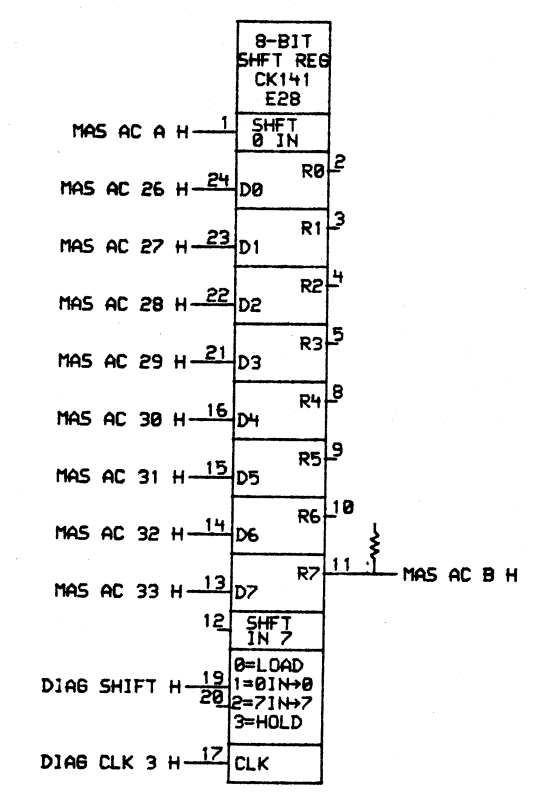 8-BIT
SHFT REG
CK141
E28
MAS AC A H 1 SHFT
0 IN
R0 2
MAS AC 26 H 24 D0
R1 3
MAS AC 27 H 23 D1
R2 4
MAS AC 28 H 22 D2
R3 5
MAS AC 29 H 21 D3
R4 8
MAS AC 30 H 16 D4
R5 9
MAS AC 31 H 15 D5
R6 10
MAS AC 32 H 14 D6
R7 11 MAS AC B H
MAS AC 33 H 13 D7
12 SHFT
IN 7
0=LOAD
DIAG SHIFT H 19 1=0IN→0
20 2=7IN→7
3=HOLD
DIAG CLK 3 H 17 CLK